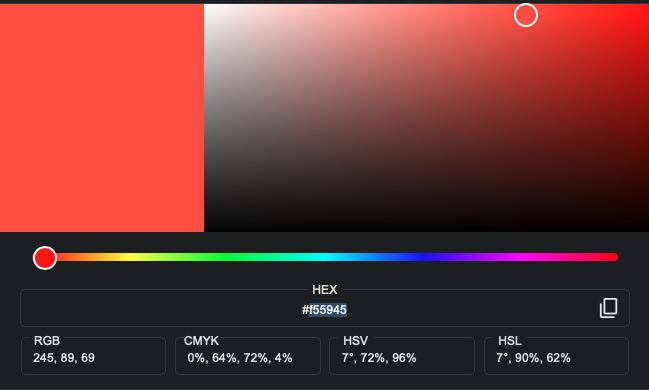 HEX
#f55945
RGB
CMYK
HSV
HSL
245, 89, 69
0%, 64%, 72%, 4%
7°, 72%, 96%
7°, 90%, 62%